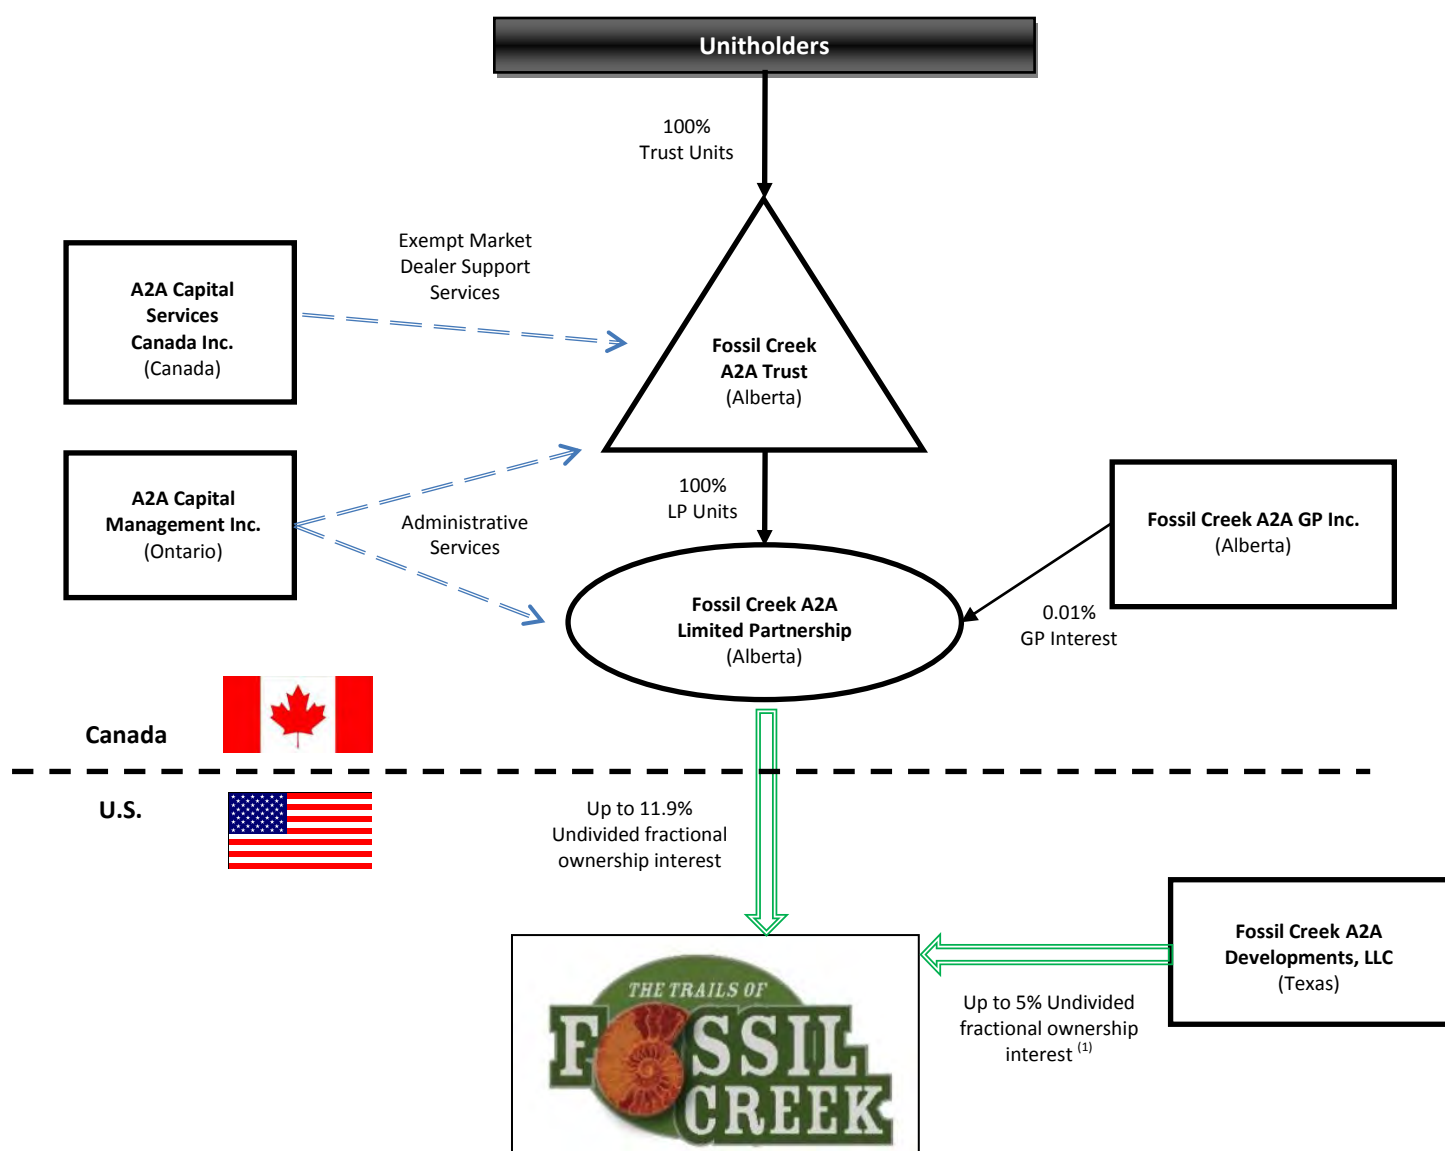 Unitholders
100%
Trust Units
Exempt Market
Dealer Support
Services
A2A Capital
Services
Canada Inc.
(Canada)
Fossil Creek
A2A Trust
(Alberta)
A2A Capital
Management Inc.
(Ontario)
Administrative
Services
100%
LP Units
Fossil Creek A2A GP Inc.
(Alberta)
Fossil Creek A2A
Limited Partnership
(Alberta)
0.01%
GP Interest
Canada
U.S.
Up to 11.9%
Undivided fractional
ownership interest
Fossil Creek A2A
Developments, LLC
(Texas)
Up to 5% Undivided
fractional ownership
interest (1)
THE TRAILS OF
FOSSIL
CREEK